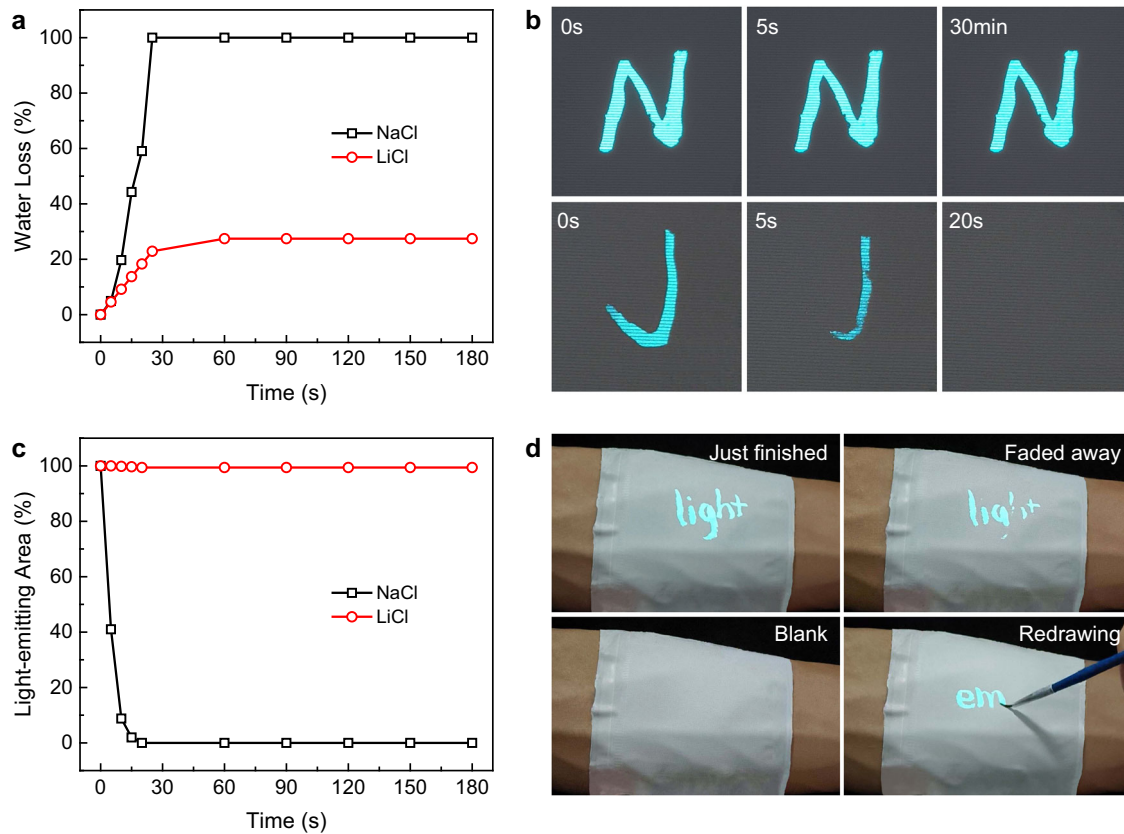 a
100
80
60
40
20
0
Water Loss (%)
NaCl
LiCl
0 30 60 90 120 150 180
Time (s)
b
0s
5s
30min
N
N
N
0s
5s
20s
J
J
c
100
80
60
40
20
0
Light-emitting Area (%)
NaCl
LiCl
0 30 60 90 120 150 180
Time (s)
d
Just finished
light
Faded away
light
Blank
Redrawing
em